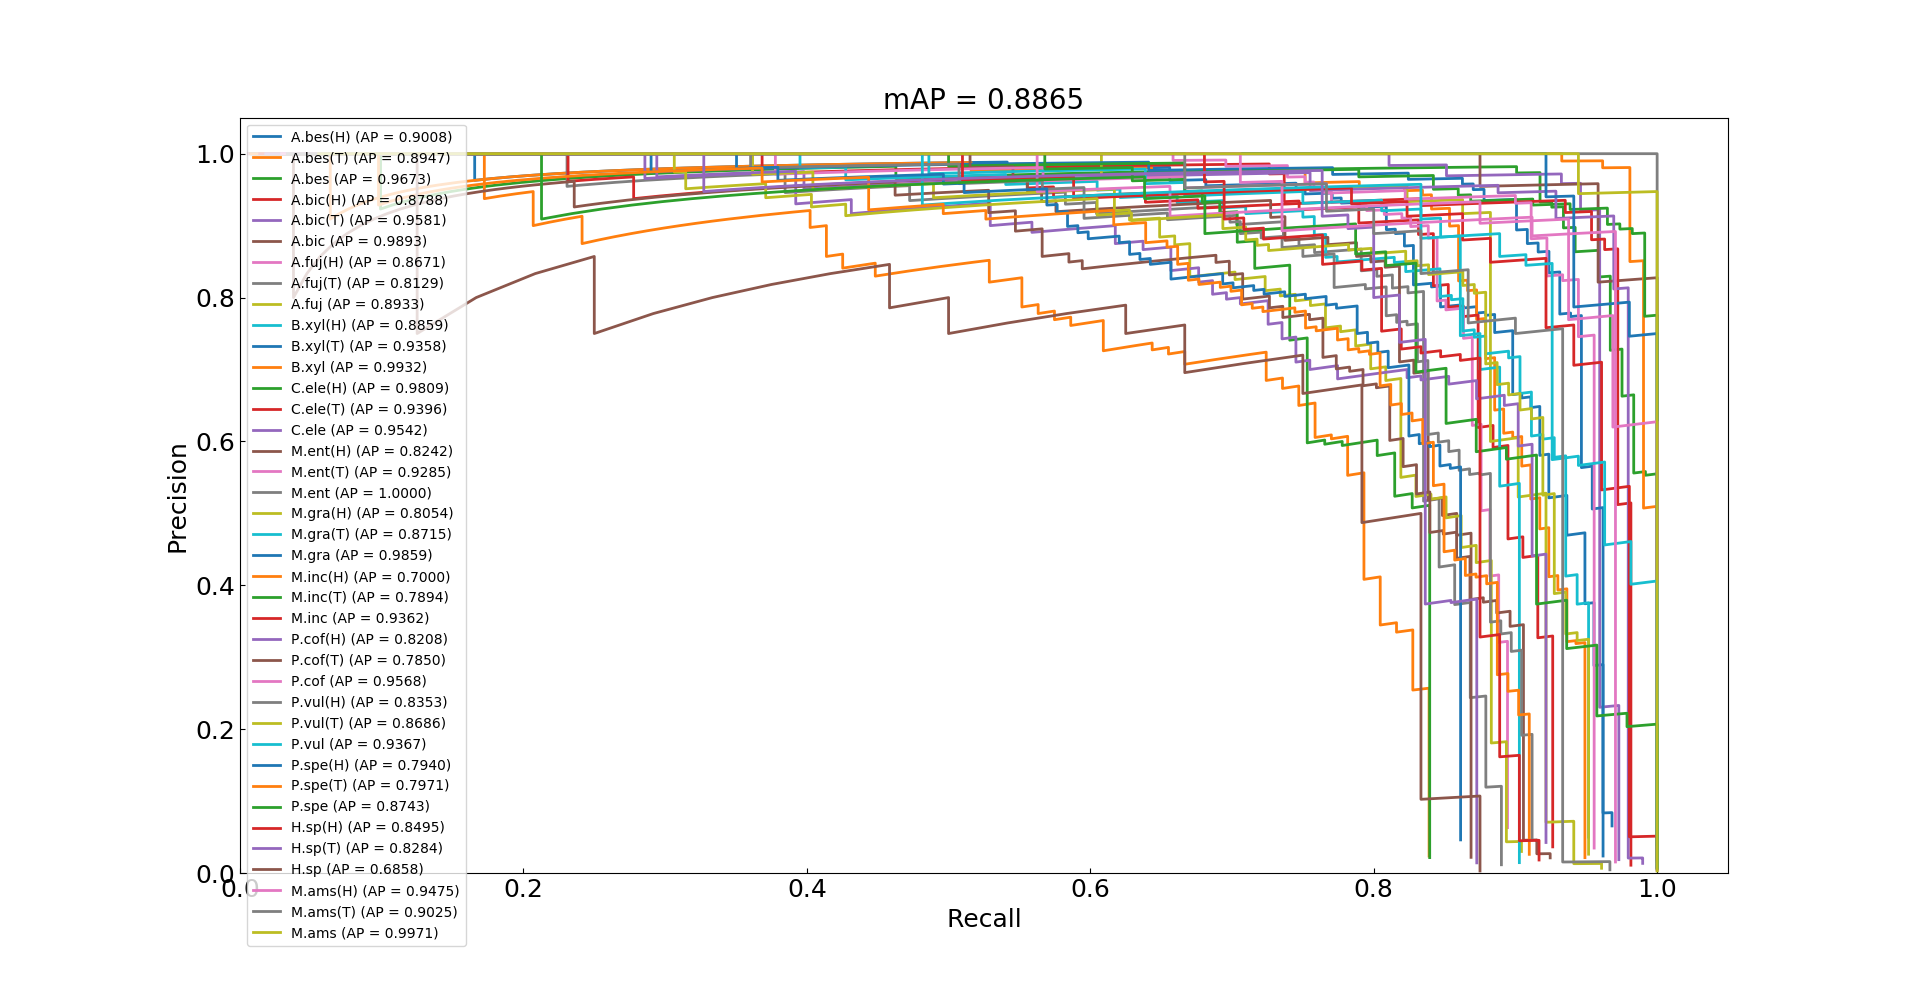 mAP = 0.8865
Precision
1.0
0.8
0.6
0.4
0.2
0.0
A.bes(H) (AP = 0.9008)
A.bes(T) (AP = 0.8947)
A.bes (AP = 0.9673)
A.bic(H) (AP = 0.8788)
A.bic(T) (AP = 0.9581)
A.bic (AP = 0.9893)
A.fuj(H) (AP = 0.8671)
A.fuj(T) (AP = 0.8129)
A.fuj (AP = 0.8933)
B.xyl(H) (AP = 0.8859)
B.xyl(T) (AP = 0.9358)
B.xyl (AP = 0.9932)
C.ele(H) (AP = 0.9809)
C.ele(T) (AP = 0.9396)
C.ele (AP = 0.9542)
M.ent(H) (AP = 0.8242)
M.ent(T) (AP = 0.9285)
M.ent (AP = 1.0000)
M.gra(H) (AP = 0.8054)
M.gra(T) (AP = 0.8715)
M.gra (AP = 0.9859)
M.inc(H) (AP = 0.7000)
M.inc(T) (AP = 0.7894)
M.inc (AP = 0.9362)
P.cof(H) (AP = 0.8208)
P.cof(T) (AP = 0.7850)
P.cof (AP = 0.9568)
P.vul(H) (AP = 0.8353)
P.vul(T) (AP = 0.8686)
P.vul (AP = 0.9367)
P.spe(H) (AP = 0.7940)
P.spe(T) (AP = 0.7971)
P.spe (AP = 0.8743)
H.sp(H) (AP = 0.8495)
H.sp(T) (AP = 0.8284)
H.sp (AP = 0.6858)
M.ams(H) (AP = 0.9475)
M.ams(T) (AP = 0.9025)
M.ams (AP = 0.9971)
0.0 0.2 0.4 0.6 0.8 1.0
Recall